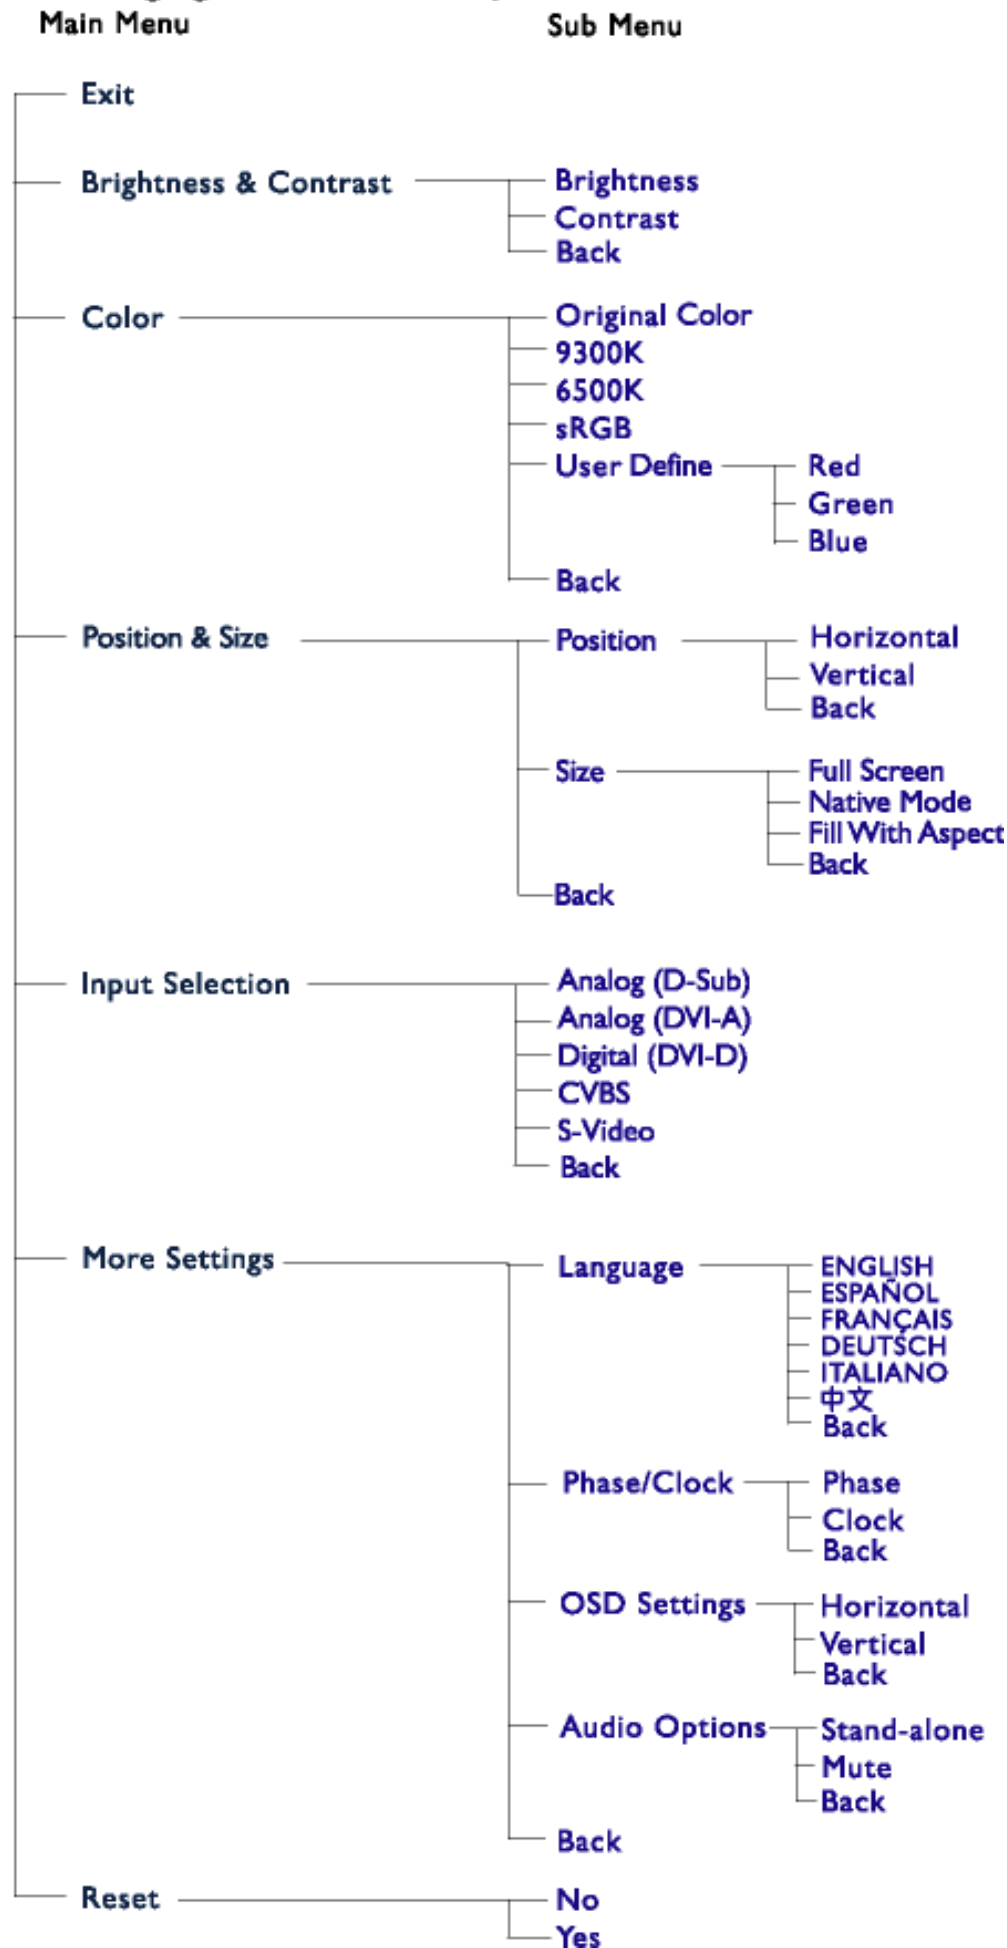 Main Menu Sub Menu
Exit
Brightness & Contrast Brightness
Contrast
Back
Color Original Color
9300K
6500K
sRGB
User Define Red
Green
Blue
Back
Position & Size Position Horizontal
Vertical
Back
Size Full Screen
Native Mode
Fill With Aspect
Back
Back
Input Selection Analog (D-Sub)
Analog (DVI-A)
Digital (DVI-D)
CVBS
S-Video
Back
More Settings Language ENGLISH
ESPAÑOL
FRANÇAIS
DEUTSCH
ITALIANO
中文
Back
Phase/Clock Phase
Clock
Back
OSD Settings Horizontal
Vertical
Back
Audio Options Stand-alone
Mute
Back
Back
Reset No
Yes